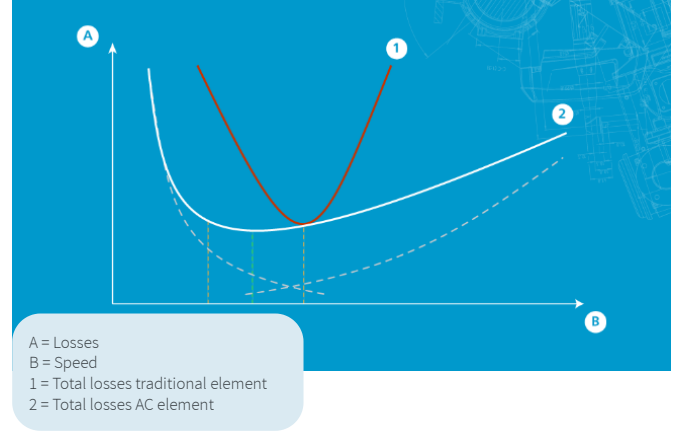 A
1
2
B
A = Losses
B = Speed
1 = Total losses traditional element
2 = Total losses AC element